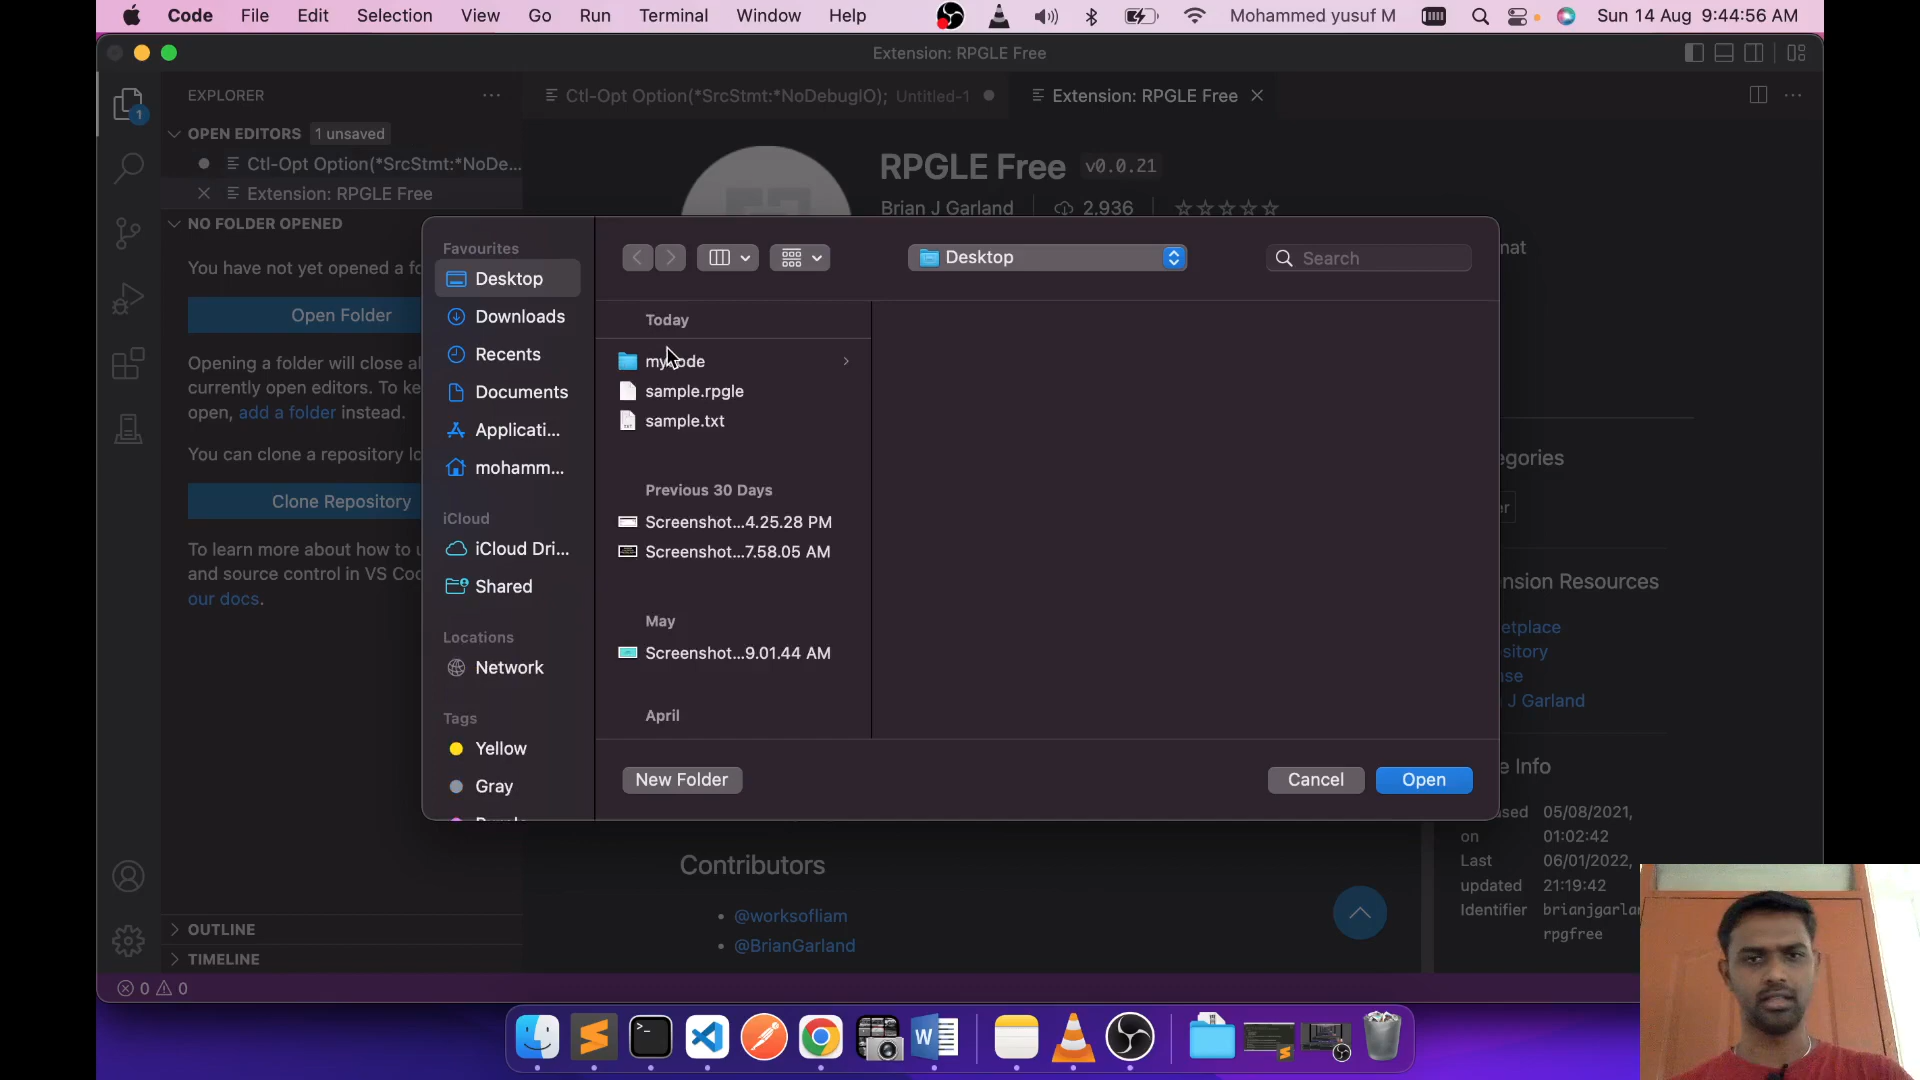 Code File Edit Selection View Go Run Terminal Window Help Mohammed yusuf M Sun 14 Aug 9:44:56 AM
Extension: RPGLE Free
EXPLORER
Ctl-Opt Option(*SrcStmt:*NoDebugIO); Untitled-1
Extension: RPGLE Free
OPEN EDITORS 1 unsaved
Ctl-Opt Option(*SrcStmt:*NoDe...
Extension: RPGLE Free
NO FOLDER OPENED
You have not yet opened a fo
Open Folder
Opening a folder will close al
currently open editors. To ke
open, add a folder instead.
You can clone a repository lo
Clone Repository
To learn more about how to u
and source control in VS Cod
our docs.
OUTLINE
TIMELINE
0 0
RPGLE Free v0.0.21
Brian J Garland 2,936
Favourites
Desktop
Downloads
Recents
Documents
Applicati...
mohamm...
iCloud
iCloud Dri...
Shared
Locations
Network
Tags
Yellow
Gray
Desktop
Search
Today
sample.rpgle
sample.txt
Previous 30 Days
Screenshot...4.25.28 PM
Screenshot...7.58.05 AM
May
Screenshot...9.01.44 AM
April
New Folder
Cancel
Open
nat
egories
er
nsion Resources
etplace
sitory
nse
J Garland
e Info
sed 05/08/2021,
on 01:02:42
Last 06/01/2022,
updated 21:19:42
Identifier brianjgarla
rpgfree
Contributors
@worksofliam
@BrianGarland